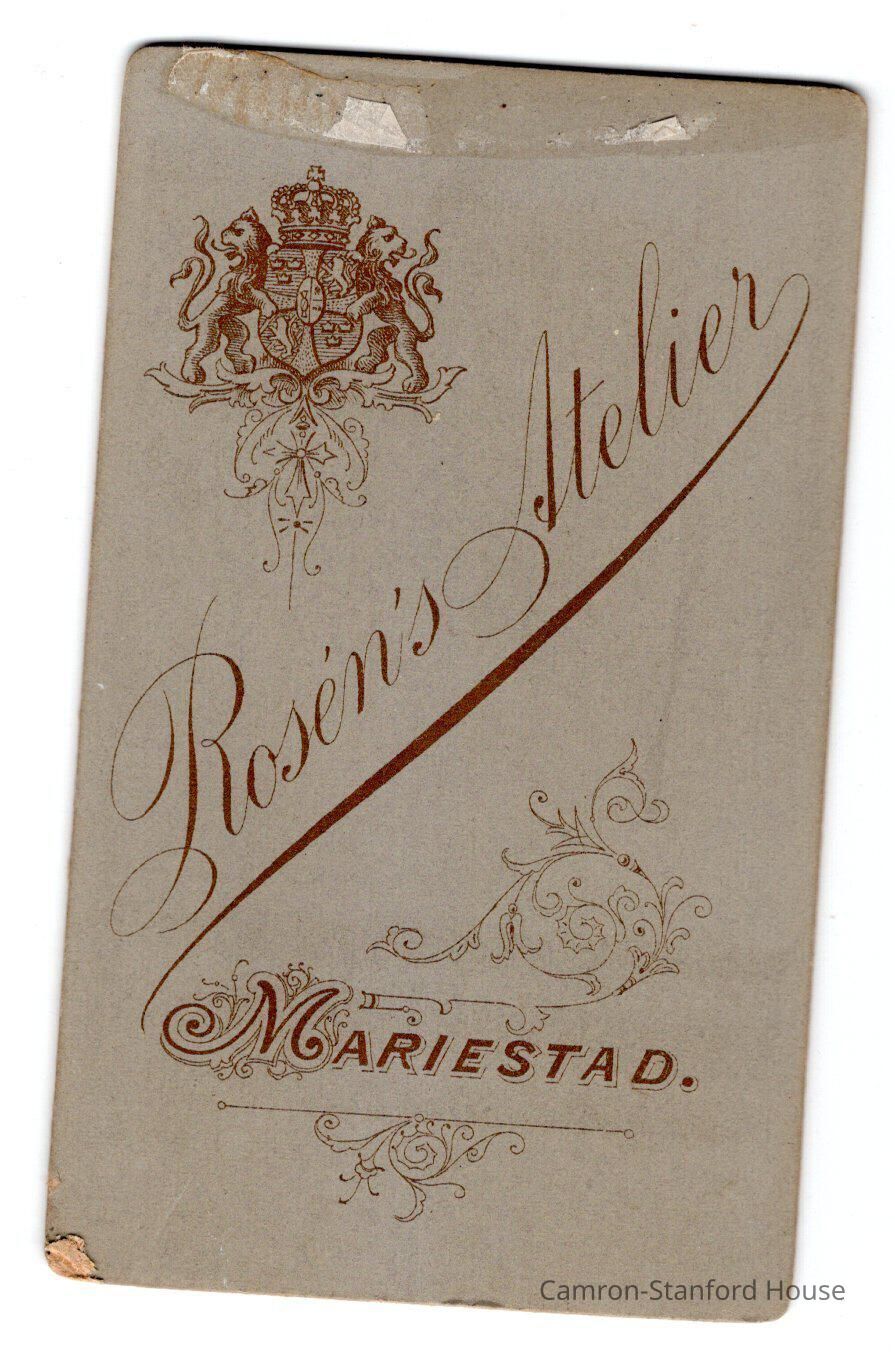 Rosén's Atelier
MARIESTAD.
Camron-Stanford House